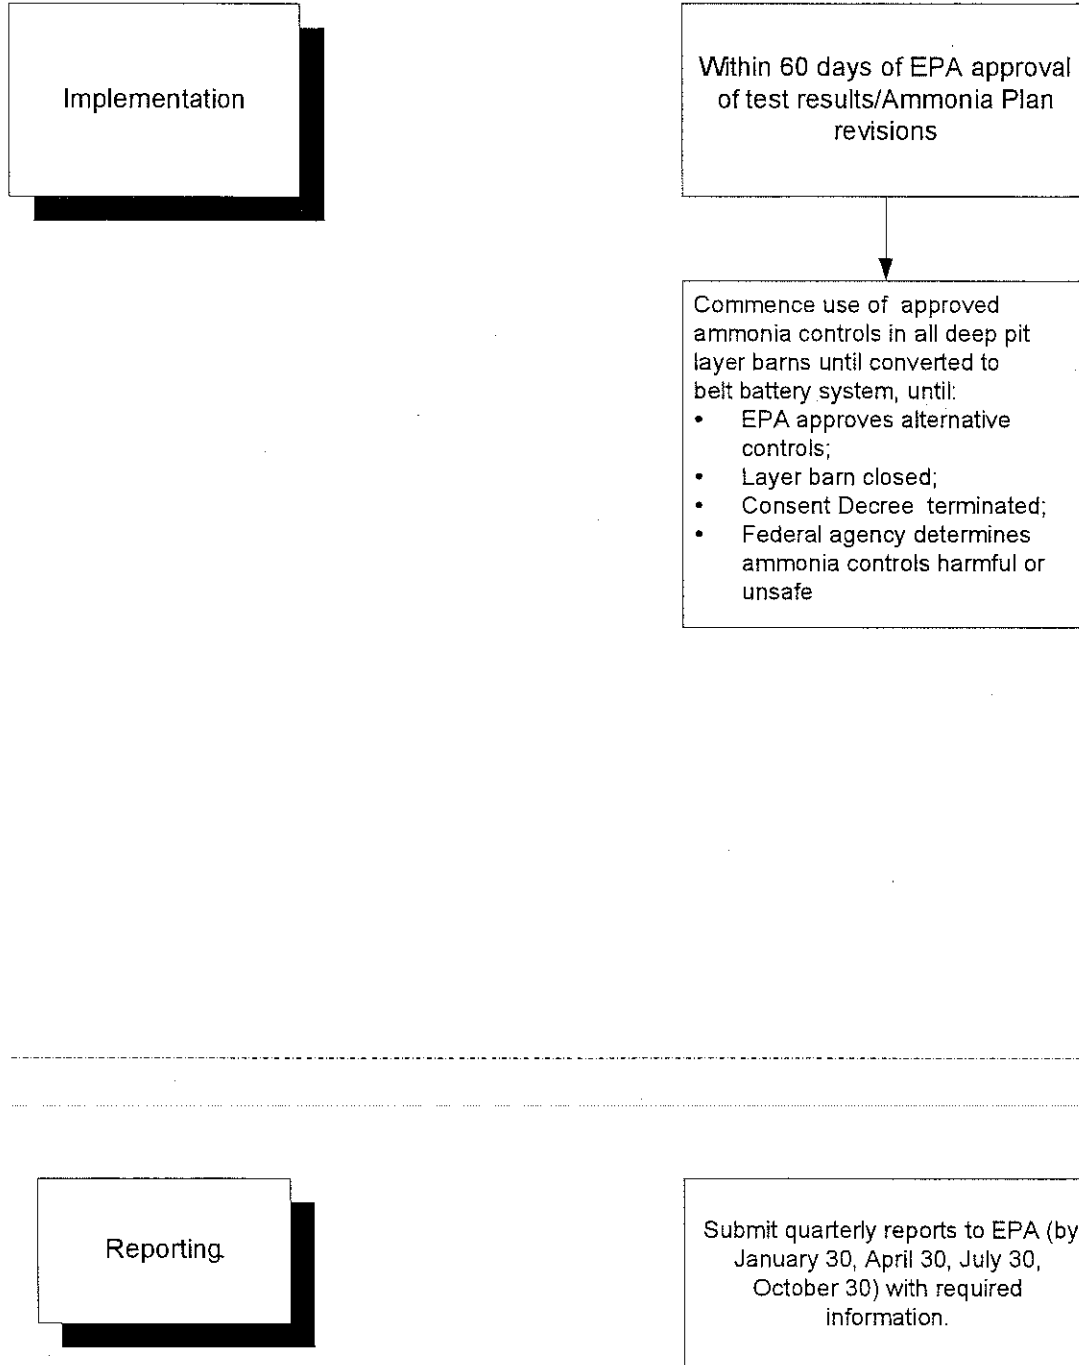 Implementation
Within 60 days of EPA approval
of test results/Ammonia Plan
revisions
Commence use of approved
ammonia controls in all deep pit
layer barns until converted to
belt battery system, until:
• EPA approves alternative
controls;
• Layer barn closed;
• Consent Decree terminated;
• Federal agency determines
ammonia controls harmful or
unsafe
Reporting
Submit quarterly reports to EPA (by
January 30, April 30, July 30,
October 30) with required
information.